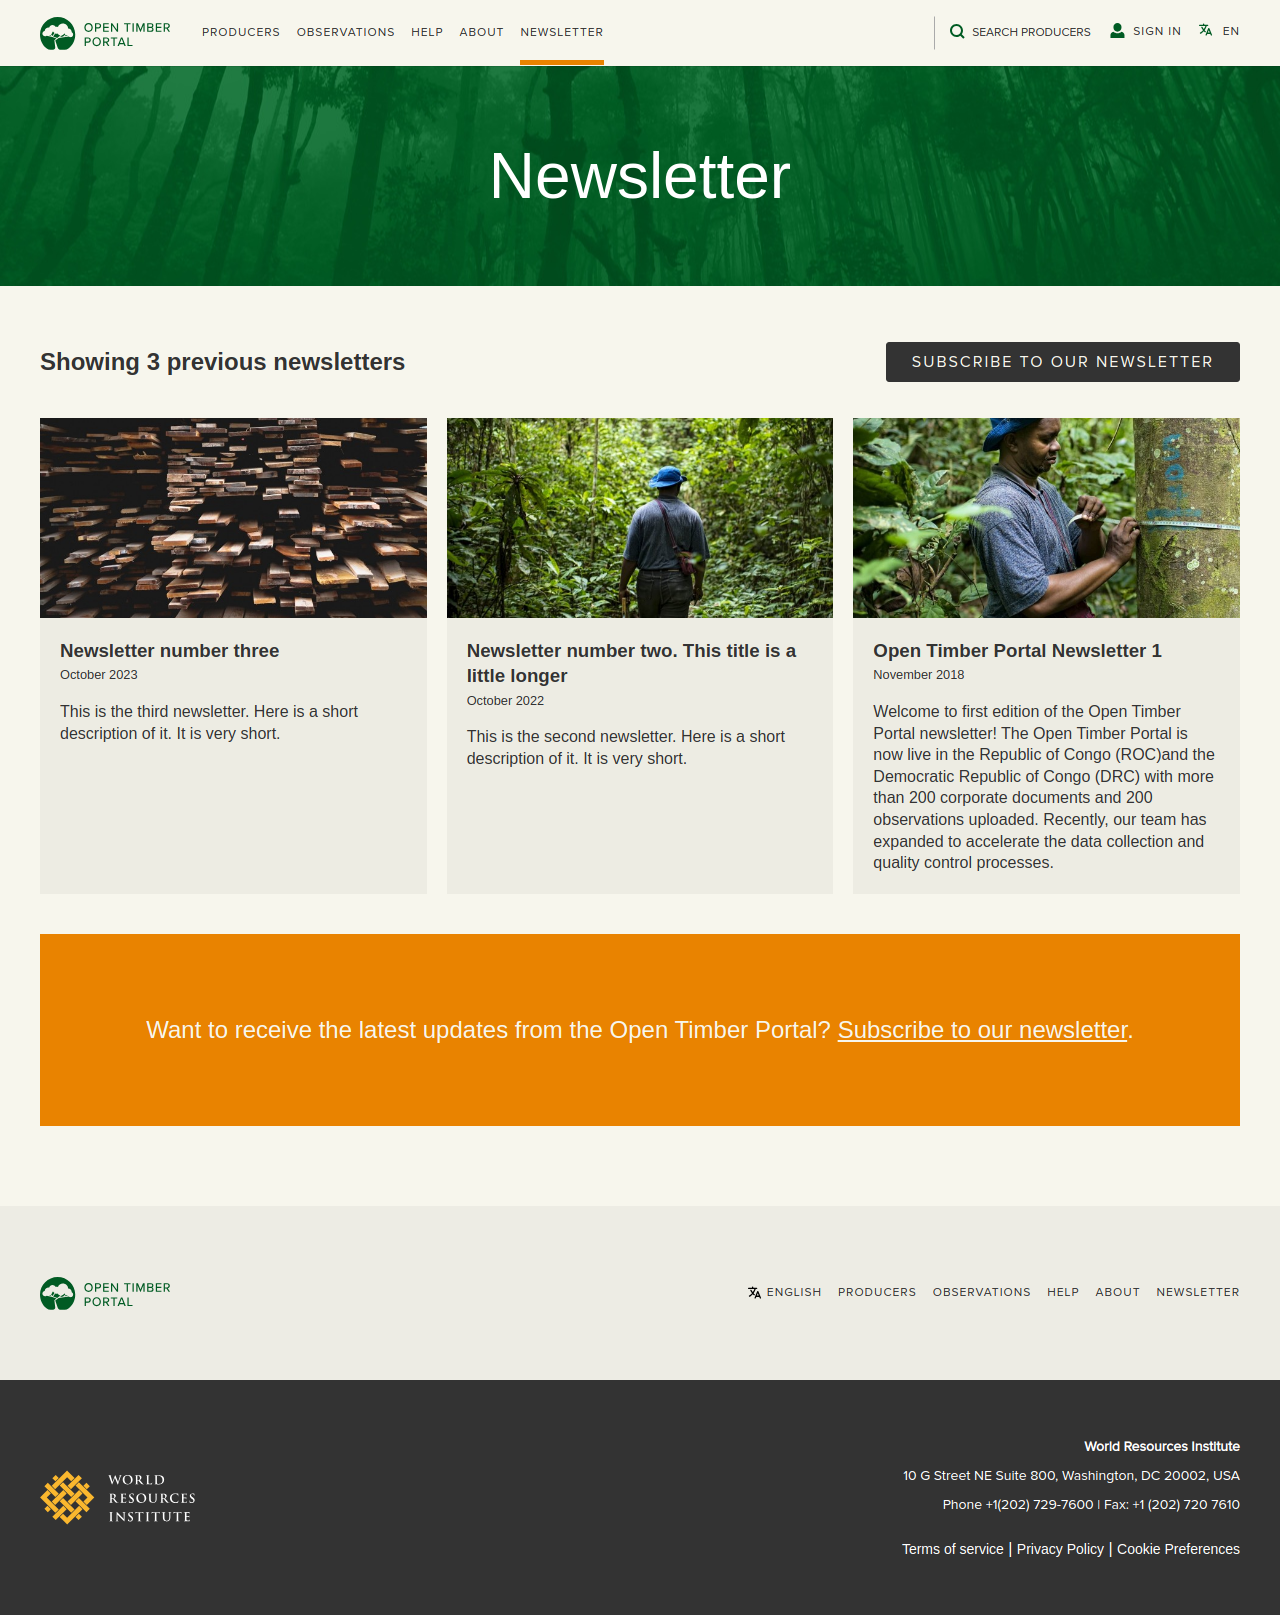 OPEN TIMBER
PORTAL
PRODUCERS OBSERVATIONS HELP ABOUT NEWSLETTER
SEARCH PRODUCERS SIGN IN EN
Newsletter
Showing 3 previous newsletters
SUBSCRIBE TO OUR NEWSLETTER
Newsletter number three
October 2023
This is the third newsletter. Here is a short
description of it. It is very short.
Newsletter number two. This title is a
little longer
October 2022
This is the second newsletter. Here is a short
description of it. It is very short.
Open Timber Portal Newsletter 1
November 2018
Welcome to first edition of the Open Timber
Portal newsletter! The Open Timber Portal is
now live in the Republic of Congo (ROC)and the
Democratic Republic of Congo (DRC) with more
than 200 corporate documents and 200
observations uploaded. Recently, our team has
expanded to accelerate the data collection and
quality control processes.
Want to receive the latest updates from the Open Timber Portal? Subscribe to our newsletter.
OPEN TIMBER
PORTAL
ENGLISH PRODUCERS OBSERVATIONS HELP ABOUT NEWSLETTER
WORLD
RESOURCES
INSTITUTE
World Resources Institute
10 G Street NE Suite 800, Washington, DC 20002, USA
Phone +1(202) 729-7600 | Fax: +1 (202) 720 7610
Terms of service | Privacy Policy | Cookie Preferences